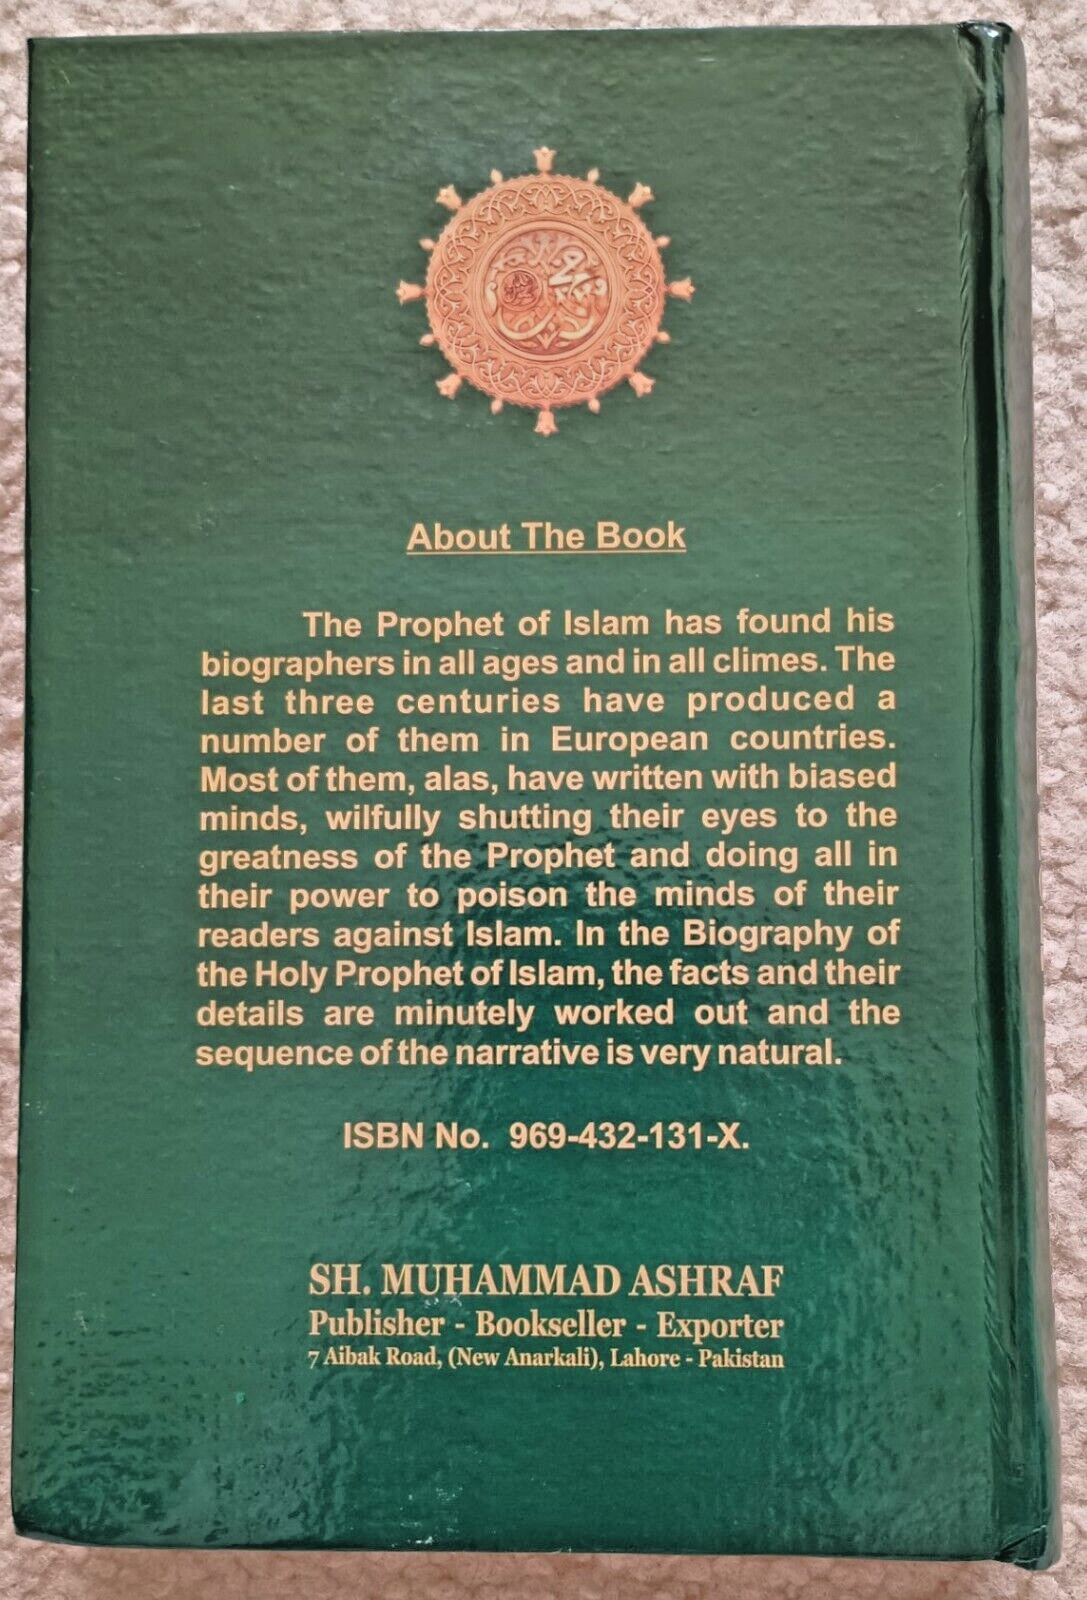 About The Book
The Prophet of Islam has found his
biographers in all ages and in all climes. The
last three centuries have produced a
number of them in European countries.
Most of them, alas, have written with biased
minds, wilfully shutting their eyes to the
greatness of the Prophet and doing all in
their power to poison the minds of their
readers against Islam. In the Biography of
the Holy Prophet of Islam, the facts and their
details are minutely worked out and the
sequence of the narrative is very natural.
ISBN No. 969-432-131-X.
SH. MUHAMMAD ASHRAF
Publisher - Bookseller - Exporter
7 Aibak Road, (New Anarkali), Lahore - Pakistan